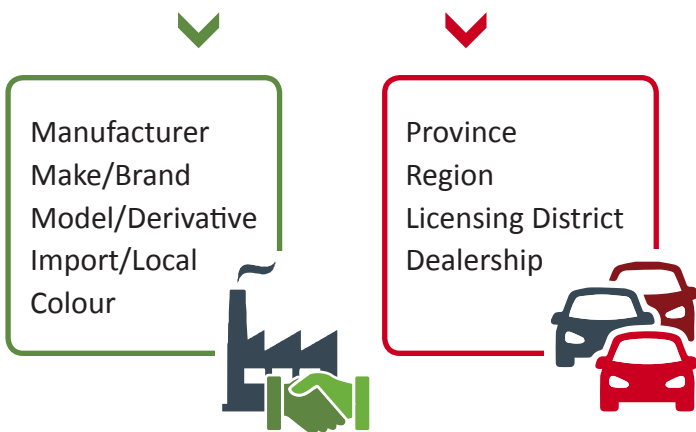 Manufacturer
Make/Brand
Model/Derivative
Import/Local
Colour
Province
Region
Licensing District
Dealership